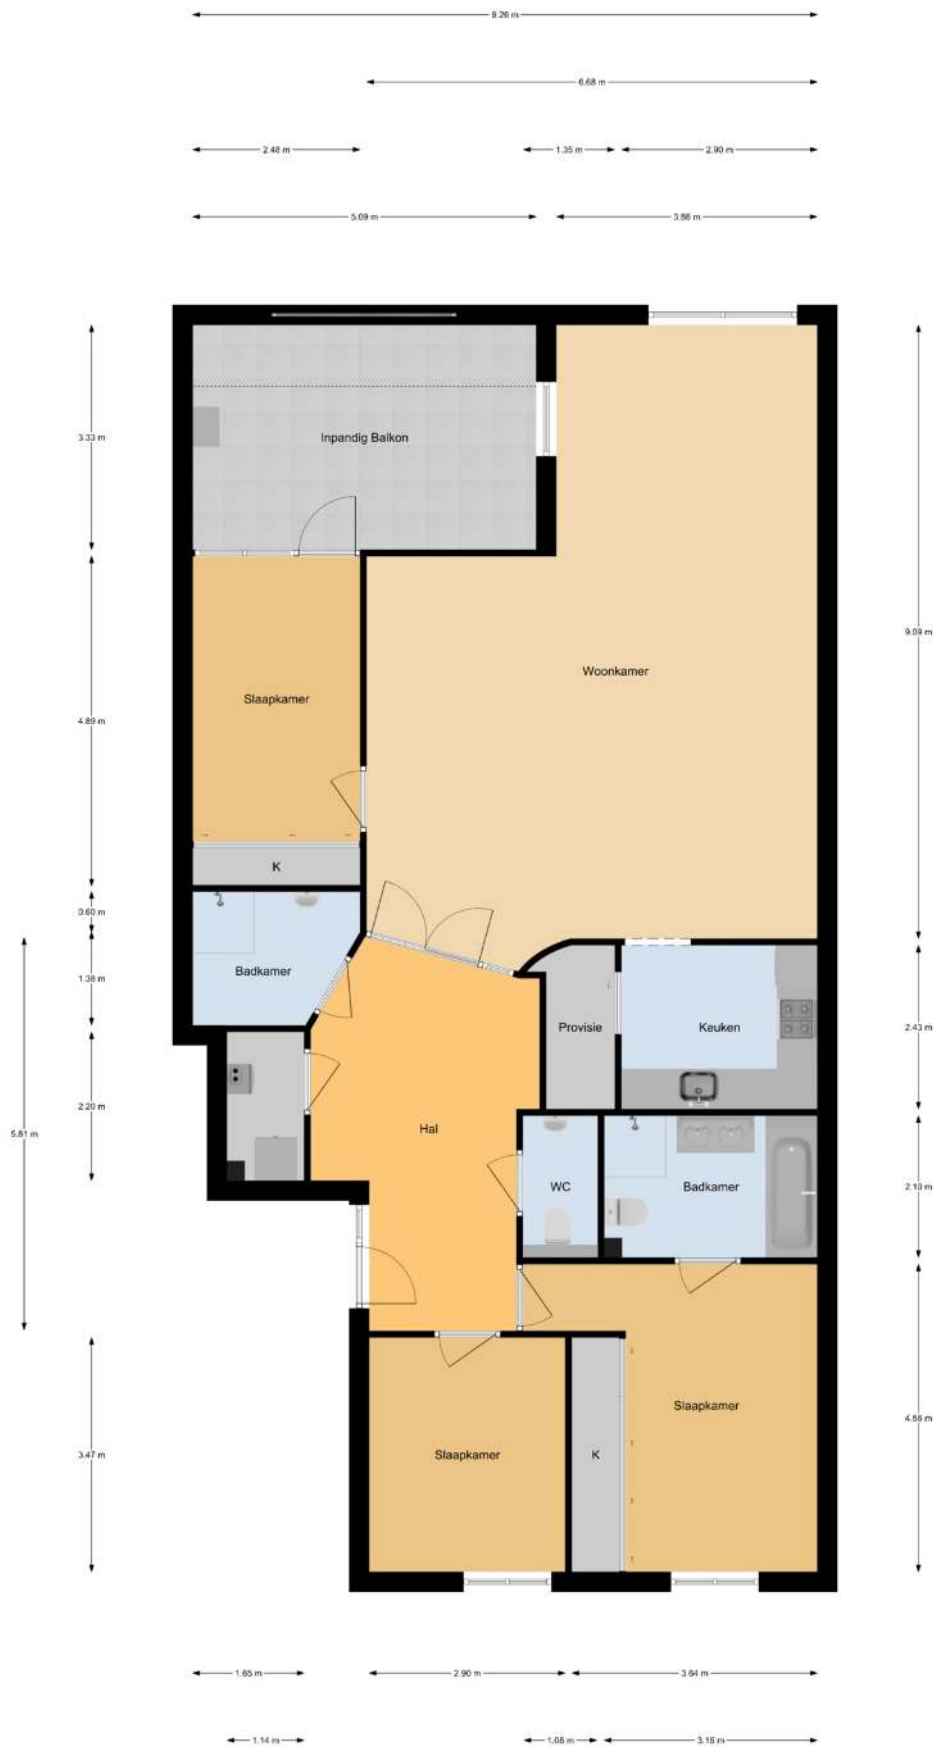 9.26 m
6.68 m
2.48 m
1.35 m
2.90 m
5.09 m
3.86 m
3.33 m
Inpandig Balkon
9.09 m
Woonkamer
Slaapkamer
4.89 m
K
0.60 m
Badkamer
1.38 m
Provisie
Keuken
2.43 m
2.20 m
Hal
5.81 m
WC
Badkamer
2.10 m
Slaapkamer
4.56 m
Slaapkamer
K
3.47 m
1.65 m
2.90 m
3.64 m
1.14 m
1.08 m
3.16 m